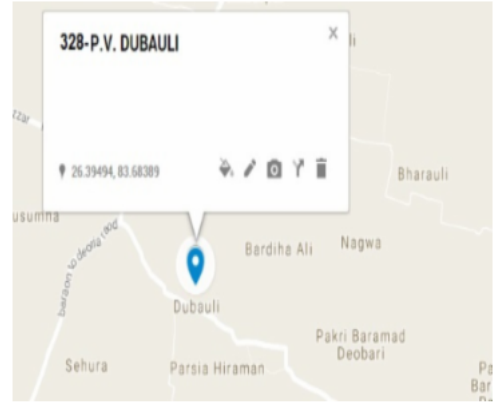 328-P.V. DUBAULI
26.39494, 83.68389
Bharauli
Bardiha Ali
Nagwa
Dubauli
Pakri Baramad
Deobari
Sehura
Parsia Hiraman